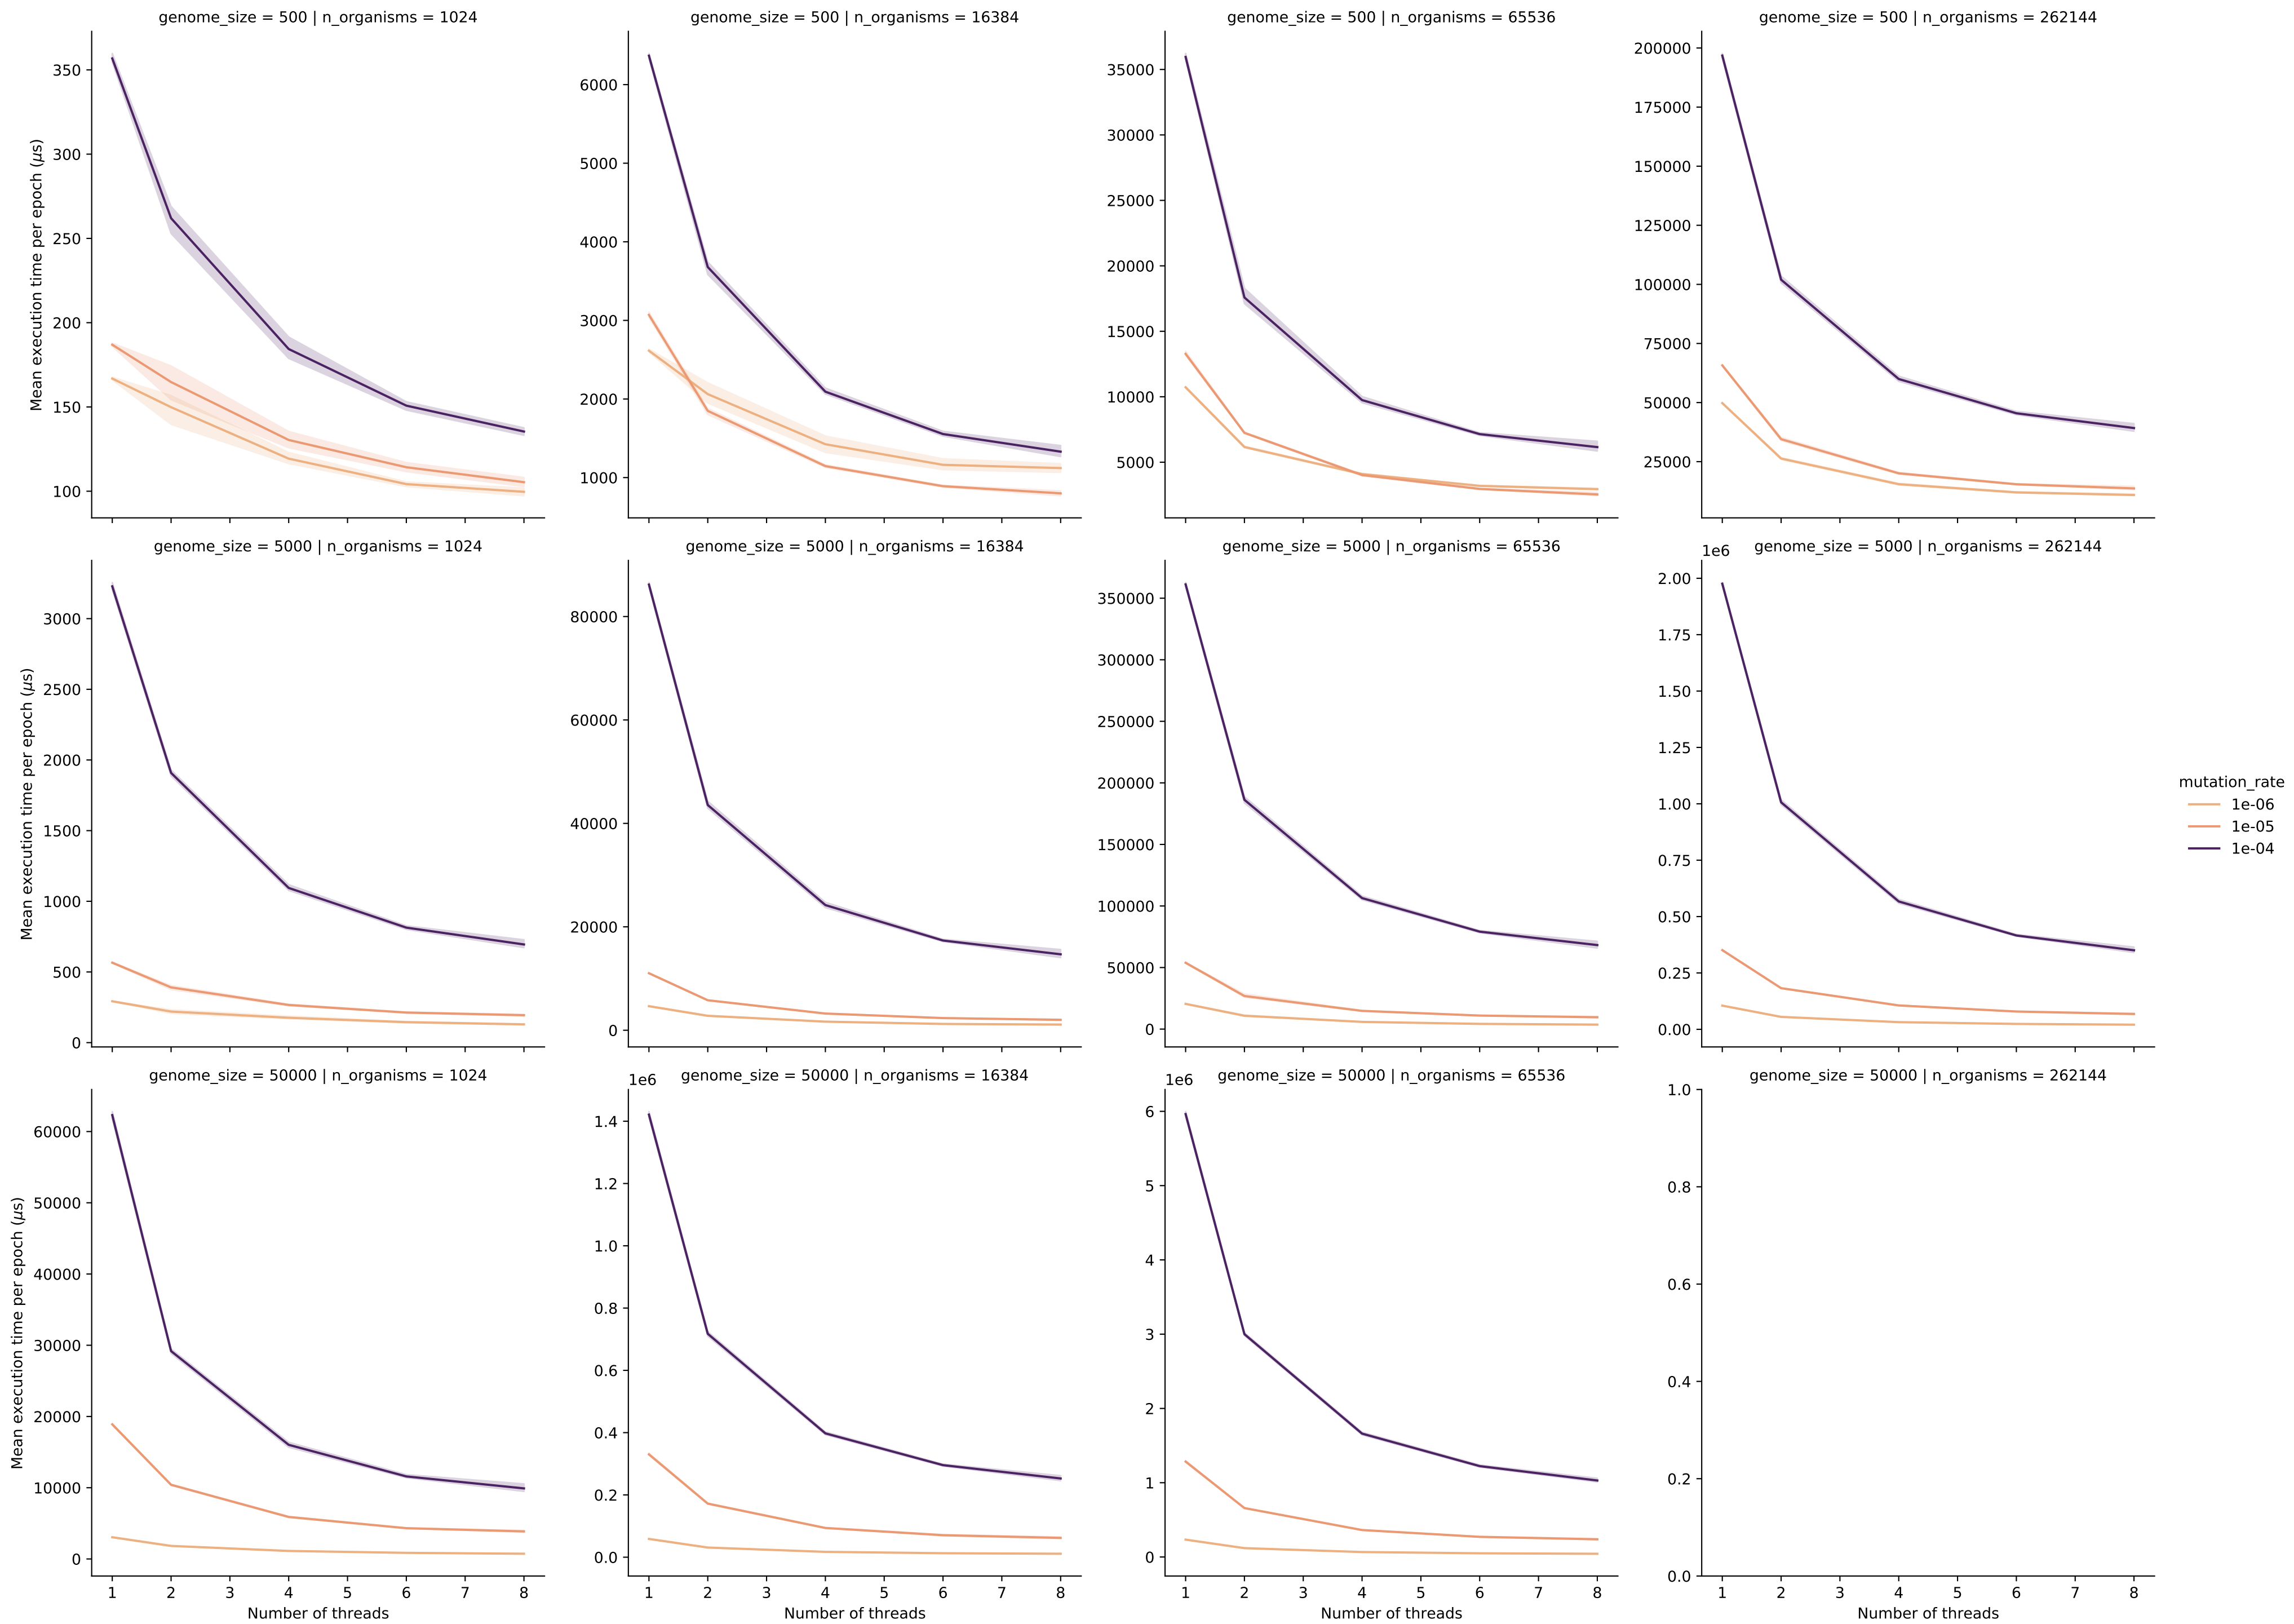 genome_size = 500 | n_organisms = 1024
genome_size = 500 | n_organisms = 16384
genome_size = 500 | n_organisms = 65536
genome_size = 500 | n_organisms = 262144
Mean execution time per epoch (μs)
350
300
250
200
150
100
6000
5000
4000
3000
2000
1000
35000
30000
25000
20000
15000
10000
5000
200000
175000
150000
125000
100000
75000
50000
25000
genome_size = 5000 | n_organisms = 1024
genome_size = 5000 | n_organisms = 16384
genome_size = 5000 | n_organisms = 65536
1e6
genome_size = 5000 | n_organisms = 262144
Mean execution time per epoch (μs)
3000
2500
2000
1500
1000
500
0
80000
60000
40000
20000
0
350000
300000
250000
200000
150000
100000
50000
0
2.00
1.75
1.50
1.25
1.00
0.75
0.50
0.25
0.00
mutation_rate
1e-06
1e-05
1e-04
genome_size = 50000 | n_organisms = 1024
1e6
genome_size = 50000 | n_organisms = 16384
1e6
genome_size = 50000 | n_organisms = 65536
genome_size = 50000 | n_organisms = 262144
Mean execution time per epoch (μs)
60000
50000
40000
30000
20000
10000
0
1.4
1.2
1.0
0.8
0.6
0.4
0.2
0.0
6
5
4
3
2
1
0
1.0
0.8
0.6
0.4
0.2
0.0
1 2 3 4 5 6 7 8
1 2 3 4 5 6 7 8
1 2 3 4 5 6 7 8
1 2 3 4 5 6 7 8
Number of threads
Number of threads
Number of threads
Number of threads